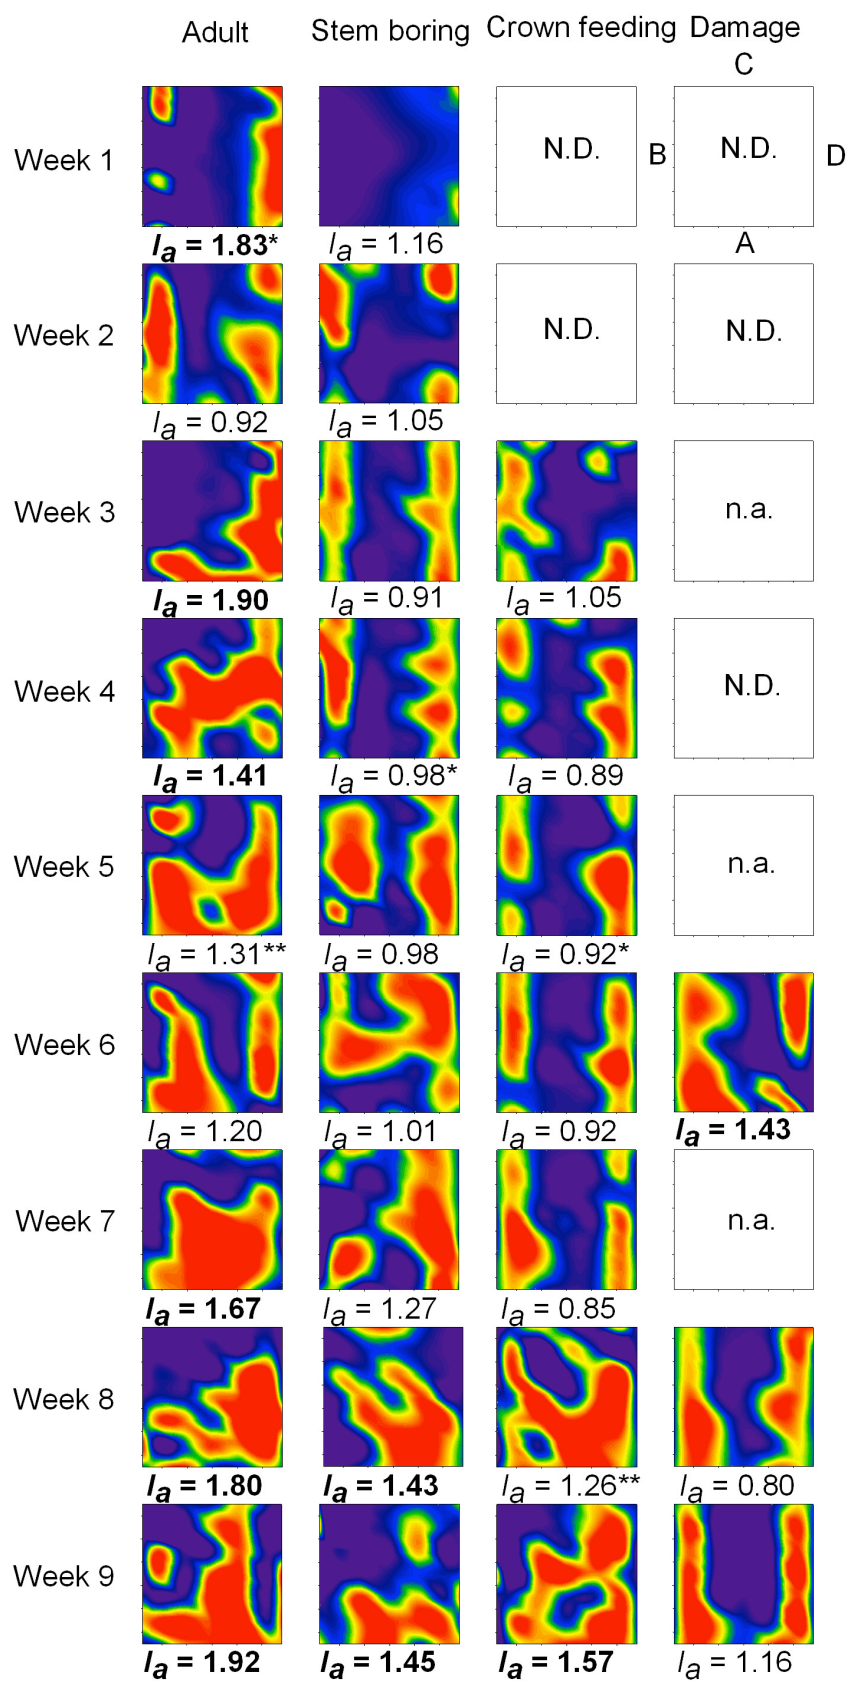 Adult Stem boring Crown feeding Damage
C
Week 1 N.D. B N.D. D
A
Ia = 1.83* Ia = 1.16
Week 2 N.D. N.D.
Ia = 0.92 Ia = 1.05
Week 3 n.a.
Ia = 1.90 Ia = 0.91 Ia = 1.05
Week 4 N.D.
Ia = 1.41 Ia = 0.98* Ia = 0.89
Week 5 n.a.
Ia = 1.31** Ia = 0.98 Ia = 0.92*
Week 6
Ia = 1.20 Ia = 1.01 Ia = 0.92 Ia = 1.43
Week 7 n.a.
Ia = 1.67 Ia = 1.27 Ia = 0.85
Week 8
Ia = 1.80 Ia = 1.43 Ia = 1.26** Ia = 0.80
Week 9
Ia = 1.92 Ia = 1.45 Ia = 1.57 Ia = 1.16